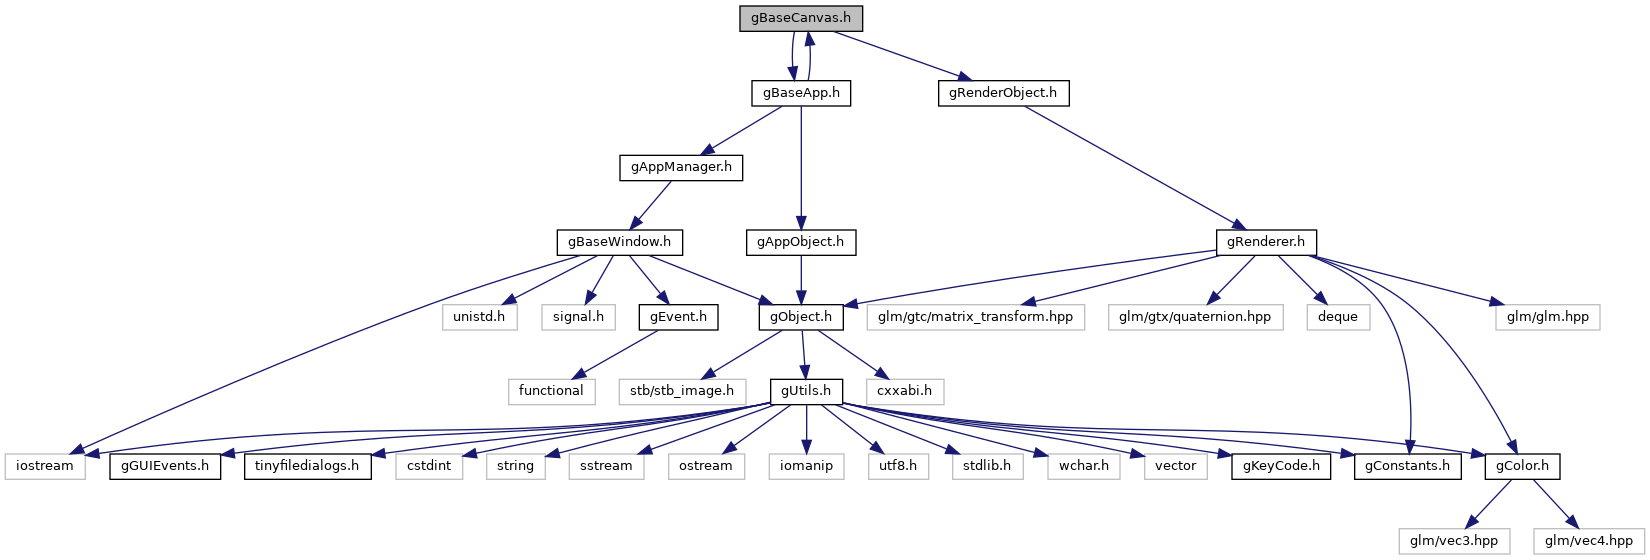 gBaseCanvas.h
gBaseApp.h
gRenderObject.h
gAppManager.h
gBaseWindow.h
gAppObject.h
gRenderer.h
unistd.h
signal.h
gEvent.h
gObject.h
glm/gtc/matrix_transform.hpp
glm/gtx/quaternion.hpp
deque
glm/glm.hpp
functional
stb/stb_image.h
gUtils.h
cxxabi.h
iostream
gGUIEvents.h
tinyfiledialogs.h
cstdint
string
sstream
ostream
iomanip
utf8.h
stdlib.h
wchar.h
vector
gKeyCode.h
gConstants.h
gColor.h
glm/vec3.hpp
glm/vec4.hpp